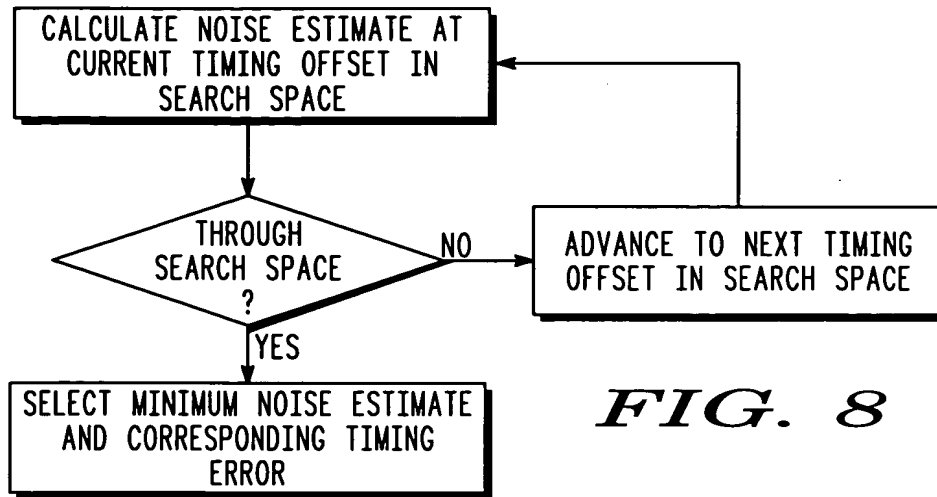 CALCULATE NOISE ESTIMATE AT
CURRENT TIMING OFFSET IN
SEARCH SPACE
THROUGH
SEARCH SPACE
?
NO
ADVANCE TO NEXT TIMING
OFFSET IN SEARCH SPACE
YES
SELECT MINIMUM NOISE ESTIMATE
AND CORRESPONDING TIMING
ERROR
FIG. 8